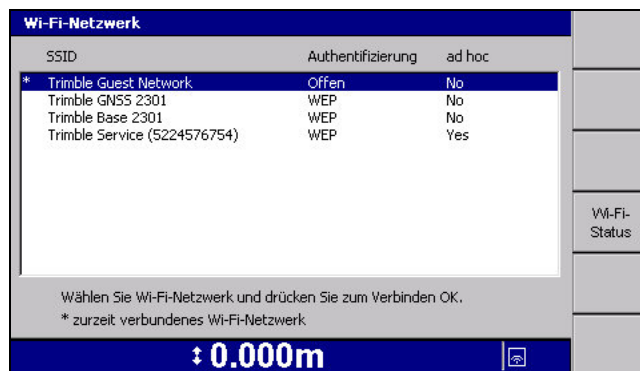 Wi-Fi-Netzwerk
SSID Authentifizierung ad hoc
* Trimble Guest Network Offen No
Trimble GNSS 2301 WEP No
Trimble Base 2301 WEP No
Trimble Service (5224576754) WEP Yes
Wi-Fi-
Status
Wählen Sie Wi-Fi-Netzwerk und drücken Sie zum Verbinden OK.
* zurzeit verbundenes Wi-Fi-Netzwerk
↕ 0.000m